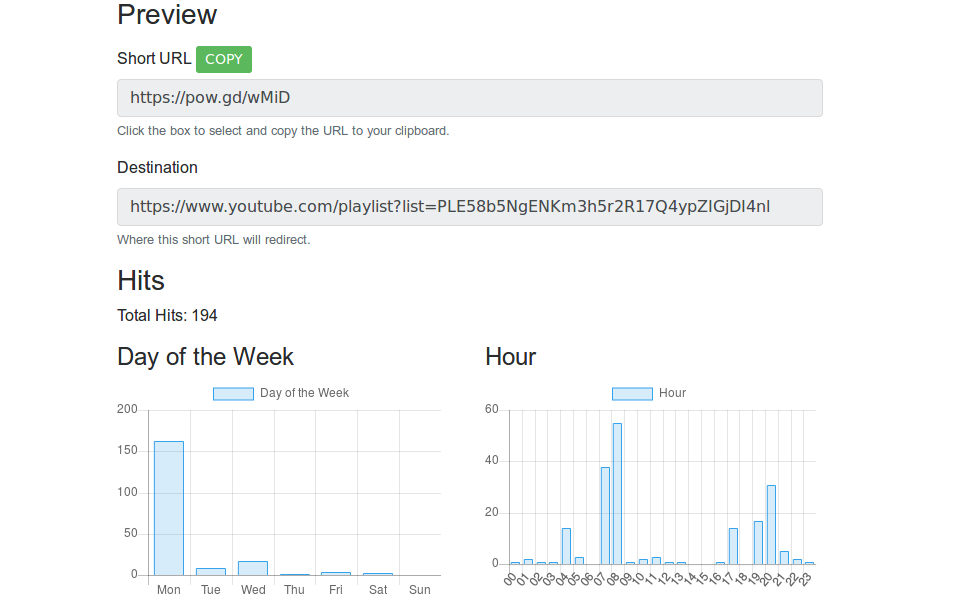 Preview
Short URL COPY
https://pow.gd/wMiD
Click the box to select and copy the URL to your clipboard.
Destination
https://www.youtube.com/playlist?list=PLE58b5NgENKm3h5r2R17Q4ypZIGjDI4nl
Where this short URL will redirect.
Hits
Total Hits: 194
Day of the Week
Day of the Week
200
150
100
50
0
Mon Tue Wed Thu Fri Sat Sun
Hour
Hour
60
40
20
0
00 01 02 03 04 05 06 07 08 09 10 11 12 13 14 15 16 17 18 19 20 21 22 23